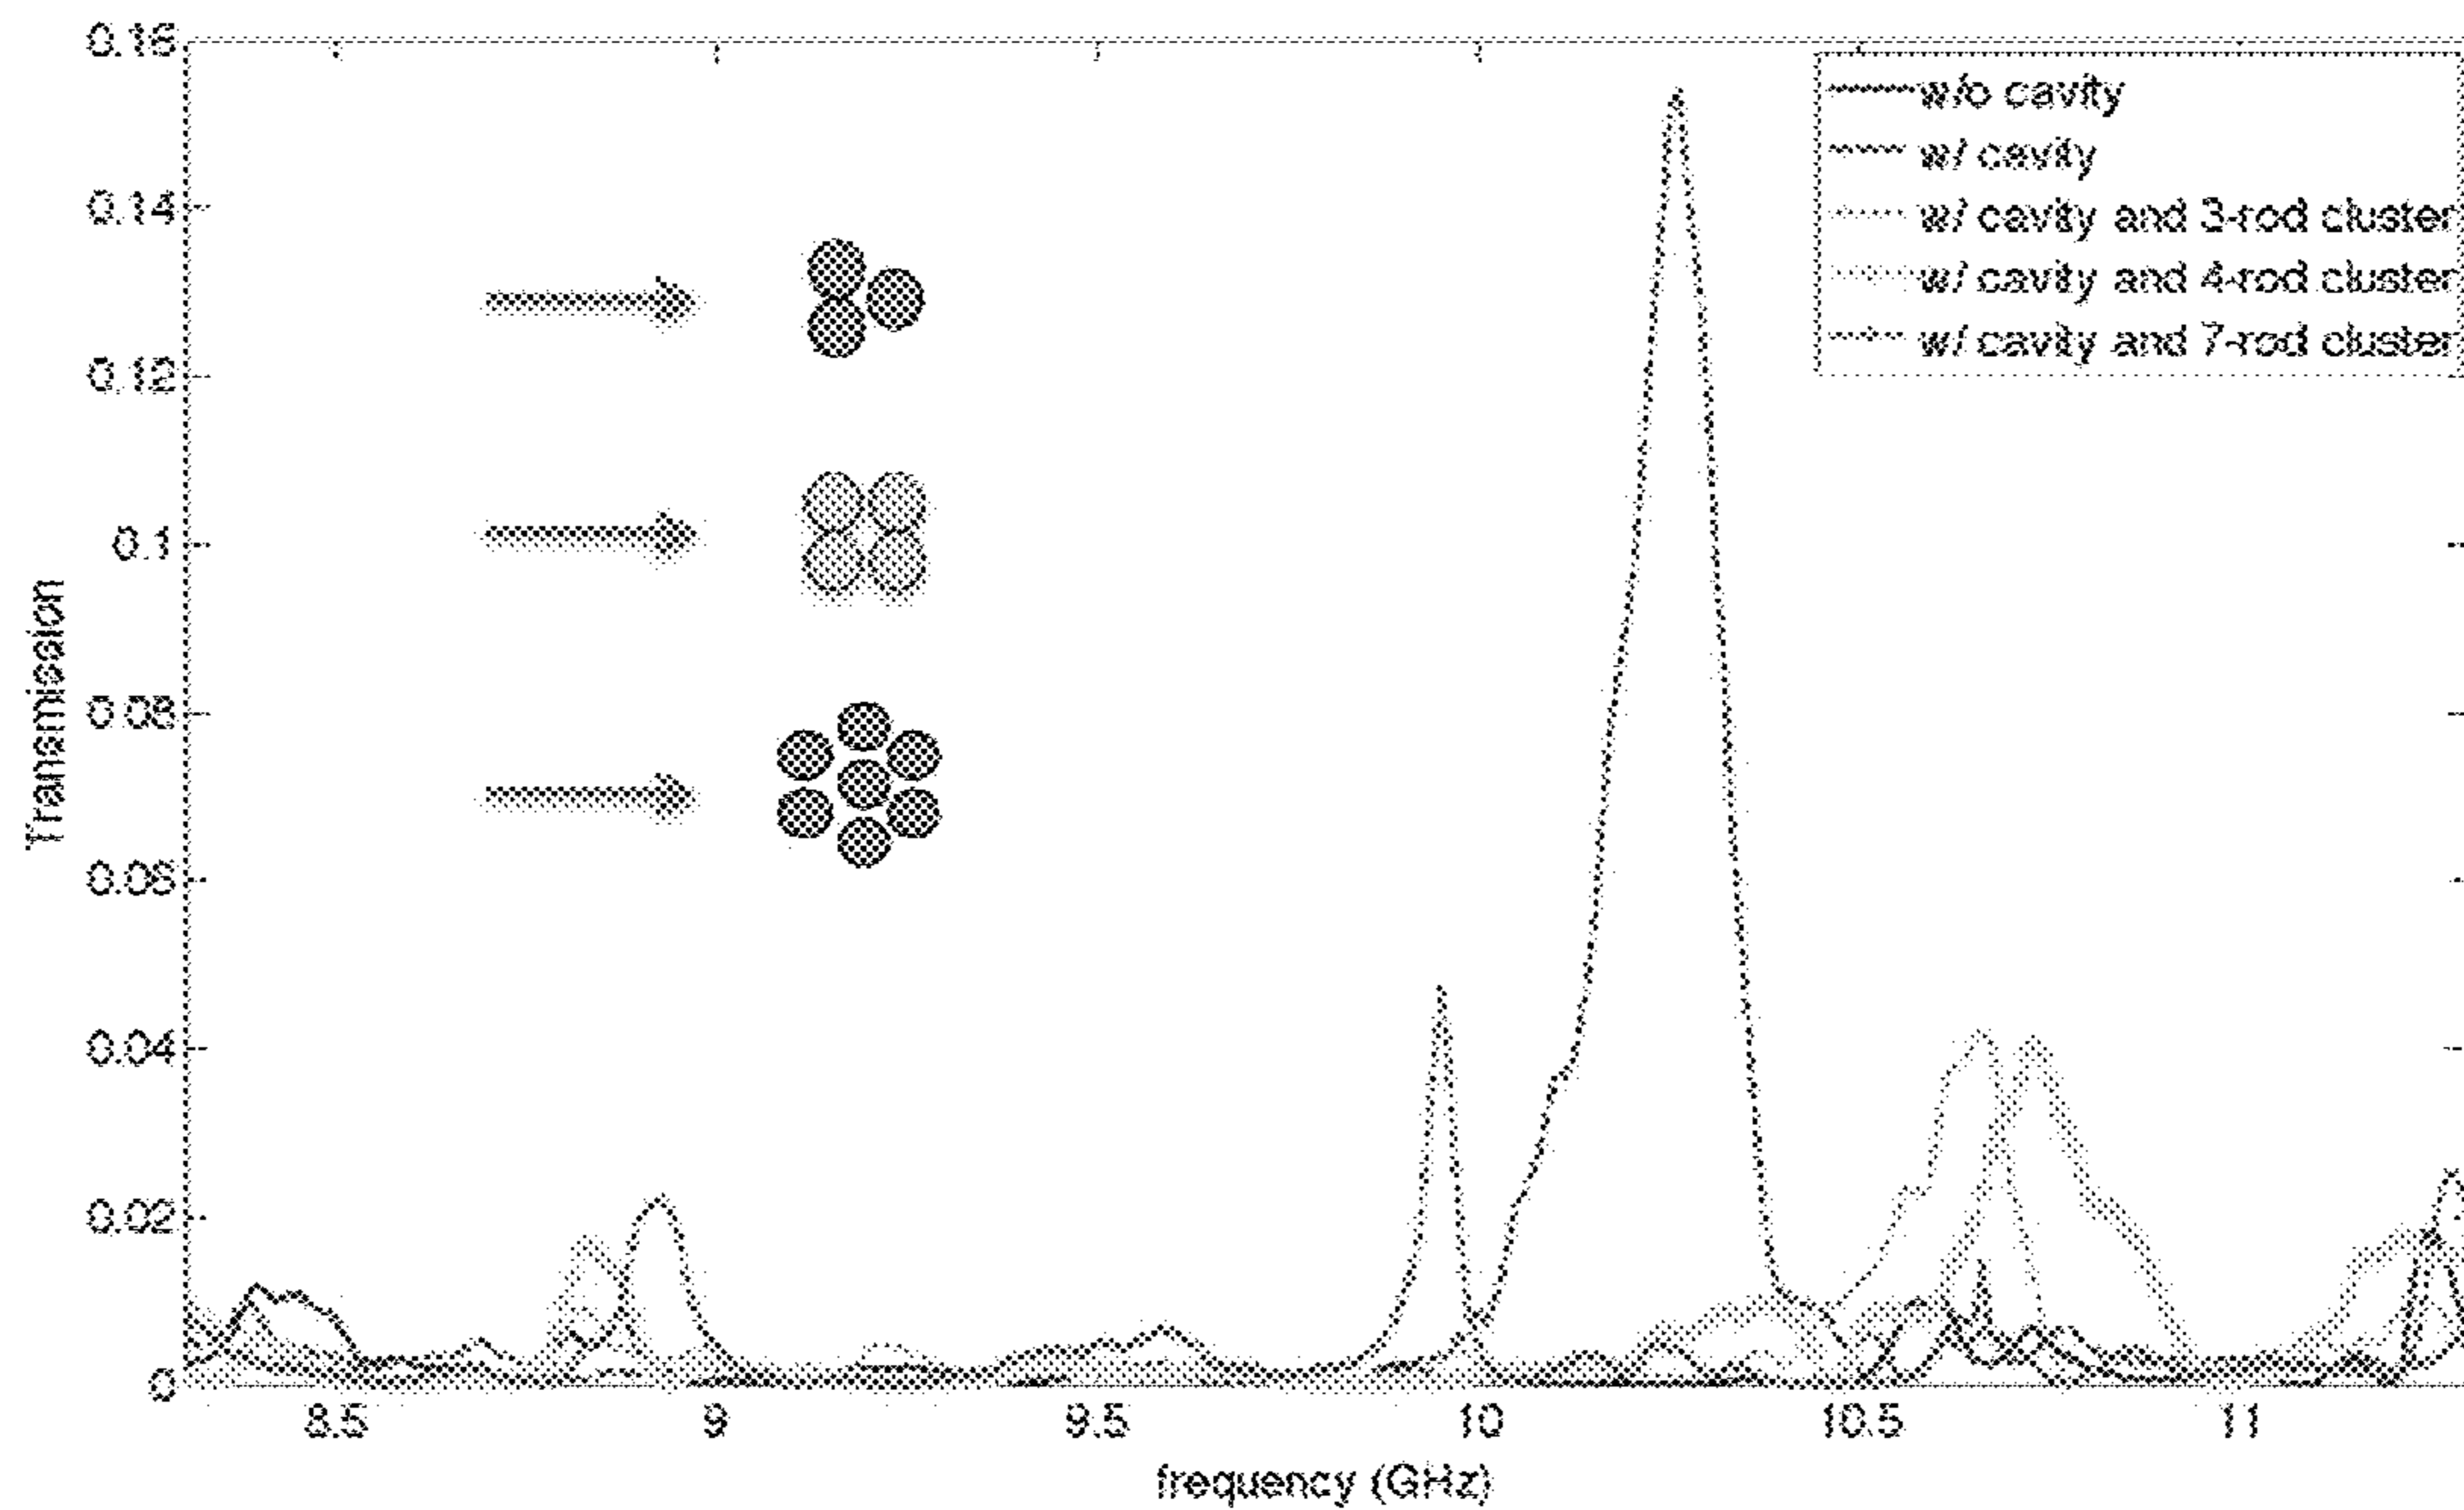 0.16
0.14
0.12
0.1
0.08
0.06
0.04
0.02
0
Transmission
w/o cavity
w/ cavity
w/ cavity and 3-rod cluster
w/ cavity and 4-rod cluster
w/ cavity and 7-rod cluster
8.5 9 9.5 10 10.5 11
frequency (GHz)